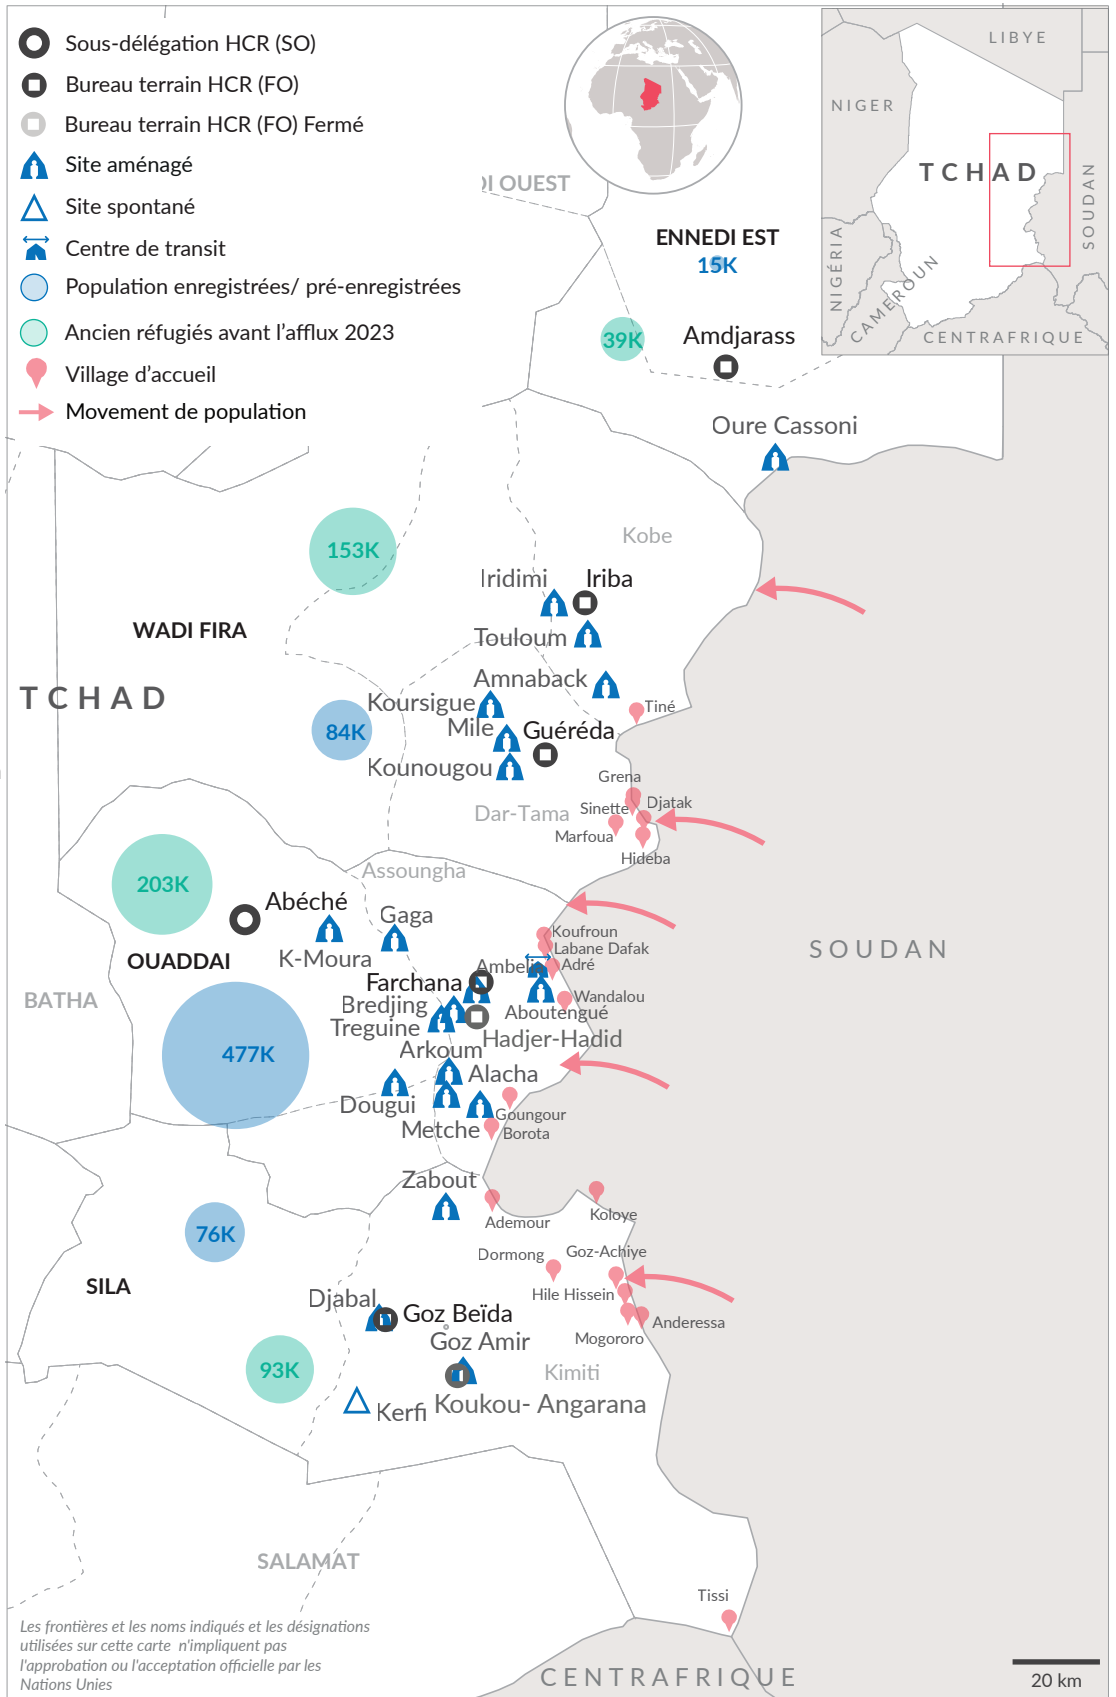 Sous-délégation HCR (SO)
Bureau terrain HCR (FO)
Bureau terrain HCR (FO) Fermé
Site aménagé
Site spontané
Centre de transit
Population enregistrées/ pré-enregistrées
Ancien réfugiés avant l'afflux 2023
Village d'accueil
Movement de population
LIBYE
NIGER
TCHAD
SOUDAN
NIGÉRIA
CAMEROUN
CENTRAFRIQUE
DI OUEST
ENNEDI EST
15K
39K
Amdjarass
Oure Cassoni
153K
Kobe
Iridimi
Iriba
WADI FIRA
Touloum
TCHAD
Amnaback
Koursigue
Tiné
84K
Mile
Guéréda
Kounougou
Grena
Sinette
Djatak
Dar-Tama
Marfoua
Hideba
Assoungha
203K
Abéché
Gaga
Koufroun
Labane Dafak
K-Moura
OUADDAI
Ambelia
Adré
SOUDAN
Farchana
BATHA
Bredjing
Wandalou
Aboutengué
Treguine
Hadjer-Hadid
477K
Arkoum
Alacha
Dougui
Goungour
Metche
Borota
Zabout
Ademour
Koloye
76K
Dormong
Goz-Achiye
SILA
Hile Hissein
Djabal
Goz Beïda
Anderessa
Mogororo
Goz Amir
93K
Kimiti
Kerfi
Koukou- Angarana
SALAMAT
Tissi
Les frontières et les noms indiqués et les désignations
utilisées sur cette carte n'impliquent pas
l'approbation ou l'acceptation officielle par les
Nations Unies
CENTRAFRIQUE
20 km